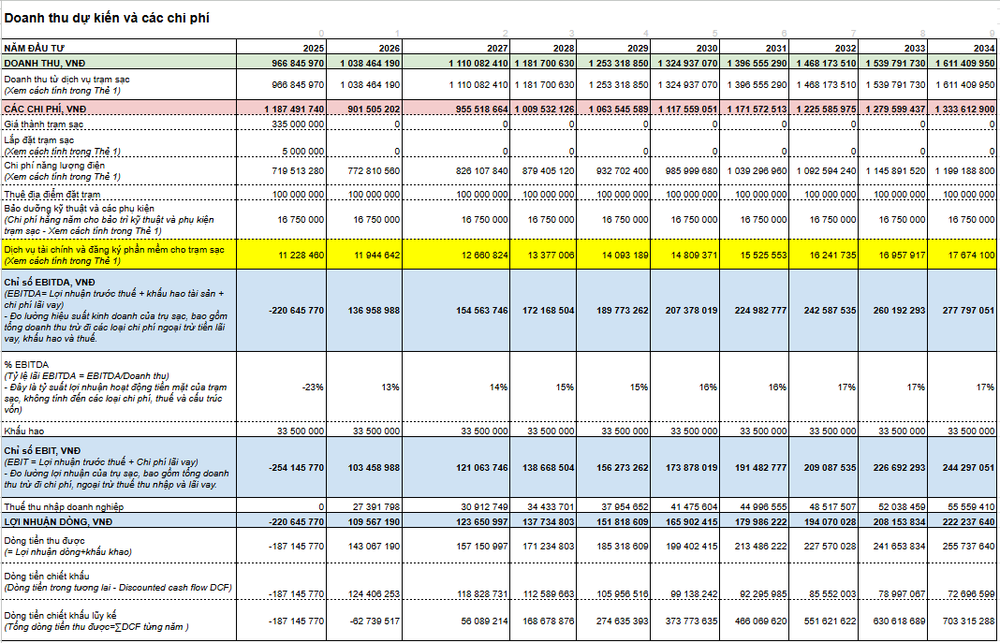 Doanh thu dự kiến và các chi phí
0 1 2 3 4 5 6 7 8 9
NĂM ĐẦU TƯ 2025 2026 2027 2028 2029 2030 2031 2032 2033 2034
DOANH THU, VNĐ 966 845 970 1 038 464 190 1 110 082 410 1 181 700 630 1 253 318 850 1 324 937 070 1 396 555 290 1 468 173 510 1 539 791 730 1 611 409 950
Doanh thu từ dịch vụ trạm sạc
(Xem cách tính trong Thẻ 1) 966 845 970 1 038 464 190 1 110 082 410 1 181 700 630 1 253 318 850 1 324 937 070 1 396 555 290 1 468 173 510 1 539 791 730 1 611 409 950
CÁC CHI PHÍ, VNĐ 1 187 491 740 901 505 202 955 518 664 1 009 532 126 1 063 545 589 1 117 559 051 1 171 572 513 1 225 585 975 1 279 599 437 1 333 612 900
Giá thành trạm sạc 335 000 000 0 0 0 0 0 0 0 0 0
Lắp đặt trạm sạc
(Xem cách tính trong Thẻ 1) 5 000 000 0 0 0 0 0 0 0 0 0
Chi phí năng lượng điện
(Xem cách tính trong Thẻ 1) 719 513 280 772 810 560 826 107 840 879 405 120 932 702 400 985 999 680 1 039 296 960 1 092 594 240 1 145 891 520 1 199 188 800
Thuê địa điểm đặt trạm 100 000 000 100 000 000 100 000 000 100 000 000 100 000 000 100 000 000 100 000 000 100 000 000 100 000 000 100 000 000
Bảo dưỡng kỹ thuật và các phụ kiện
(Chi phí hằng năm cho bảo trì kỹ thuật và phụ kiện
trạm sạc - Xem cách tính trong Thẻ 1) 16 750 000 16 750 000 16 750 000 16 750 000 16 750 000 16 750 000 16 750 000 16 750 000 16 750 000 16 750 000
Dịch vụ tài chính và đăng ký phần mềm cho trạm sạc
(Xem cách tính trong Thẻ 1) 11 228 460 11 944 642 12 660 824 13 377 006 14 093 189 14 809 371 15 525 553 16 241 735 16 957 917 17 674 100
Chỉ số EBITDA, VNĐ
(EBITDA= Lợi nhuận trước thuế + khấu hao tài sản +
chi phí lãi vay)
- Đo lường hiệu suất kinh doanh của trụ sạc, bao gồm
tổng doanh thu trừ đi các loại chi phí ngoại trừ tiền lãi
vay, khấu hao và thuế. -220 645 770 136 958 988 154 563 746 172 168 504 189 773 262 207 378 019 224 982 777 242 587 535 260 192 293 277 797 051
% EBITDA
(Tỷ lệ lãi EBITDA = EBITDA/Doanh thu)
- Đây là tỷ suất lợi nhuận hoạt động tiền mặt của trạm
sạc, không tính đến các loại chi phí, thuế và cấu trúc
vốn) -23% 13% 14% 15% 15% 16% 16% 17% 17% 17%
Khấu hao 33 500 000 33 500 000 33 500 000 33 500 000 33 500 000 33 500 000 33 500 000 33 500 000 33 500 000 33 500 000
Chỉ số EBIT, VNĐ
(EBIT = Lợi nhuận trước thuế + Chi phí lãi vay)
- Đo lường lợi nhuận của trụ sạc, bao gồm tổng doanh
thu trừ đi chi phí, ngoại trừ thuế thu nhập và lãi vay. -254 145 770 103 458 988 121 063 746 138 668 504 156 273 262 173 878 019 191 482 777 209 087 535 226 692 293 244 297 051
Thuế thu nhập doanh nghiệp 0 27 391 798 30 912 749 34 433 701 37 954 652 41 475 604 44 996 555 48 517 507 52 038 459 55 559 410
LỢI NHUẬN DÒNG, VNĐ -220 645 770 109 567 190 123 650 997 137 734 803 151 818 609 165 902 415 179 986 222 194 070 028 208 153 834 222 237 640
Dòng tiền thu được
(= Lợi nhuận dòng+khấu khao) -187 145 770 143 067 190 157 150 997 171 234 803 185 318 609 199 402 415 213 486 222 227 570 028 241 653 834 255 737 640
Dòng tiền chiết khấu
(Dòng tiền trong tương lai - Discounted cash flow DCF) -187 145 770 124 406 253 118 828 731 112 589 663 105 956 516 99 138 242 92 295 985 85 552 003 78 997 067 72 696 599
Dòng tiền chiết khấu lũy kế
(Tổng dòng tiền thu được=∑DCF từng năm ) -187 145 770 -62 739 517 56 089 214 168 678 876 274 635 393 373 773 635 466 069 620 551 621 622 630 618 689 703 315 288